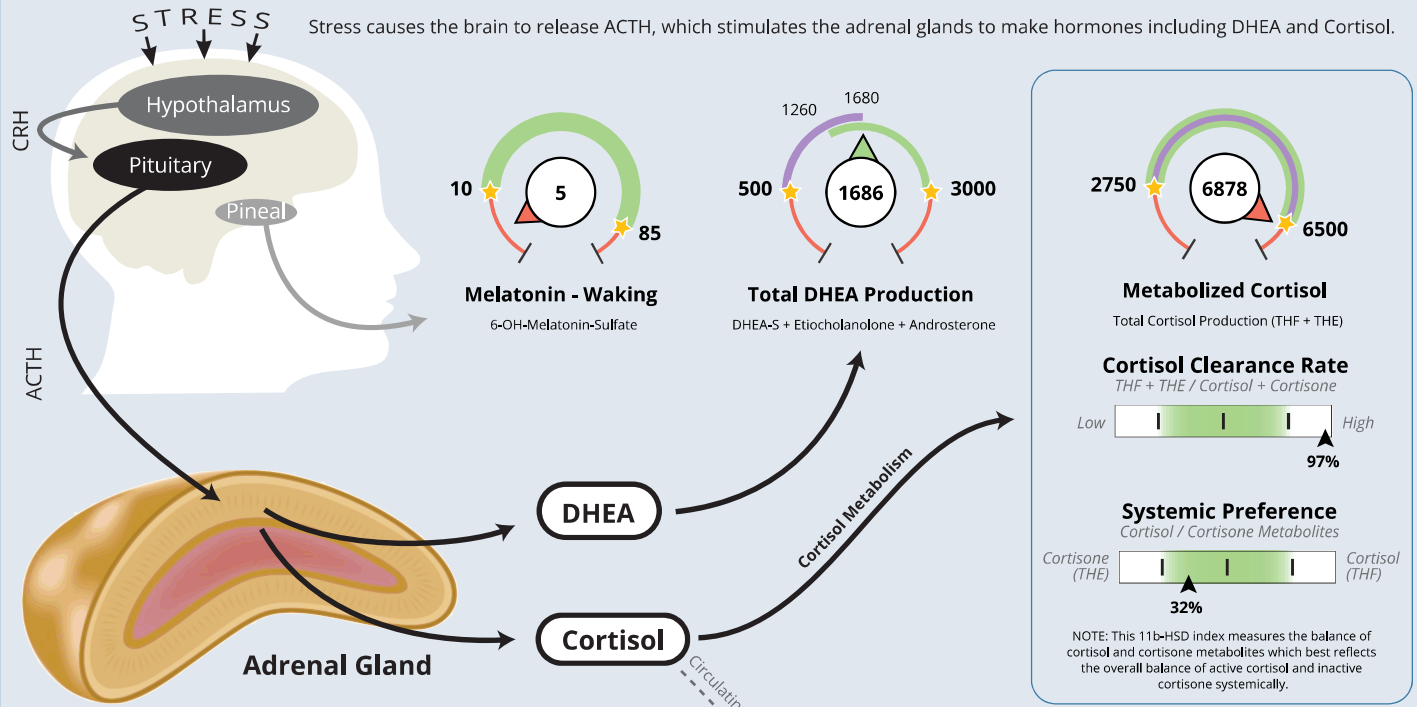 STRESS
Stress causes the brain to release ACTH, which stimulates the adrenal glands to make hormones including DHEA and Cortisol.
Hypothalamus
CRH
Pituitary
Pineal
ACTH
10
5
85
Melatonin - Waking
6-OH-Melatonin-Sulfate
1260
1680
500
1686
3000
Total DHEA Production
DHEA-S + Etiocholanolone + Androsterone
2750
6878
6500
Metabolized Cortisol
Total Cortisol Production (THF + THE)
Cortisol Clearance Rate
THF + THE / Cortisol + Cortisone
Low
High
97%
Systemic Preference
Cortisol / Cortisone Metabolites
Cortisone
(THE)
Cortisol
(THF)
32%
NOTE: This 11b-HSD index measures the balance of
cortisol and cortisone metabolites which best reflects
the overall balance of active cortisol and inactive
cortisone systemically.
DHEA
Cortisol Metabolism
Cortisol
Adrenal Gland